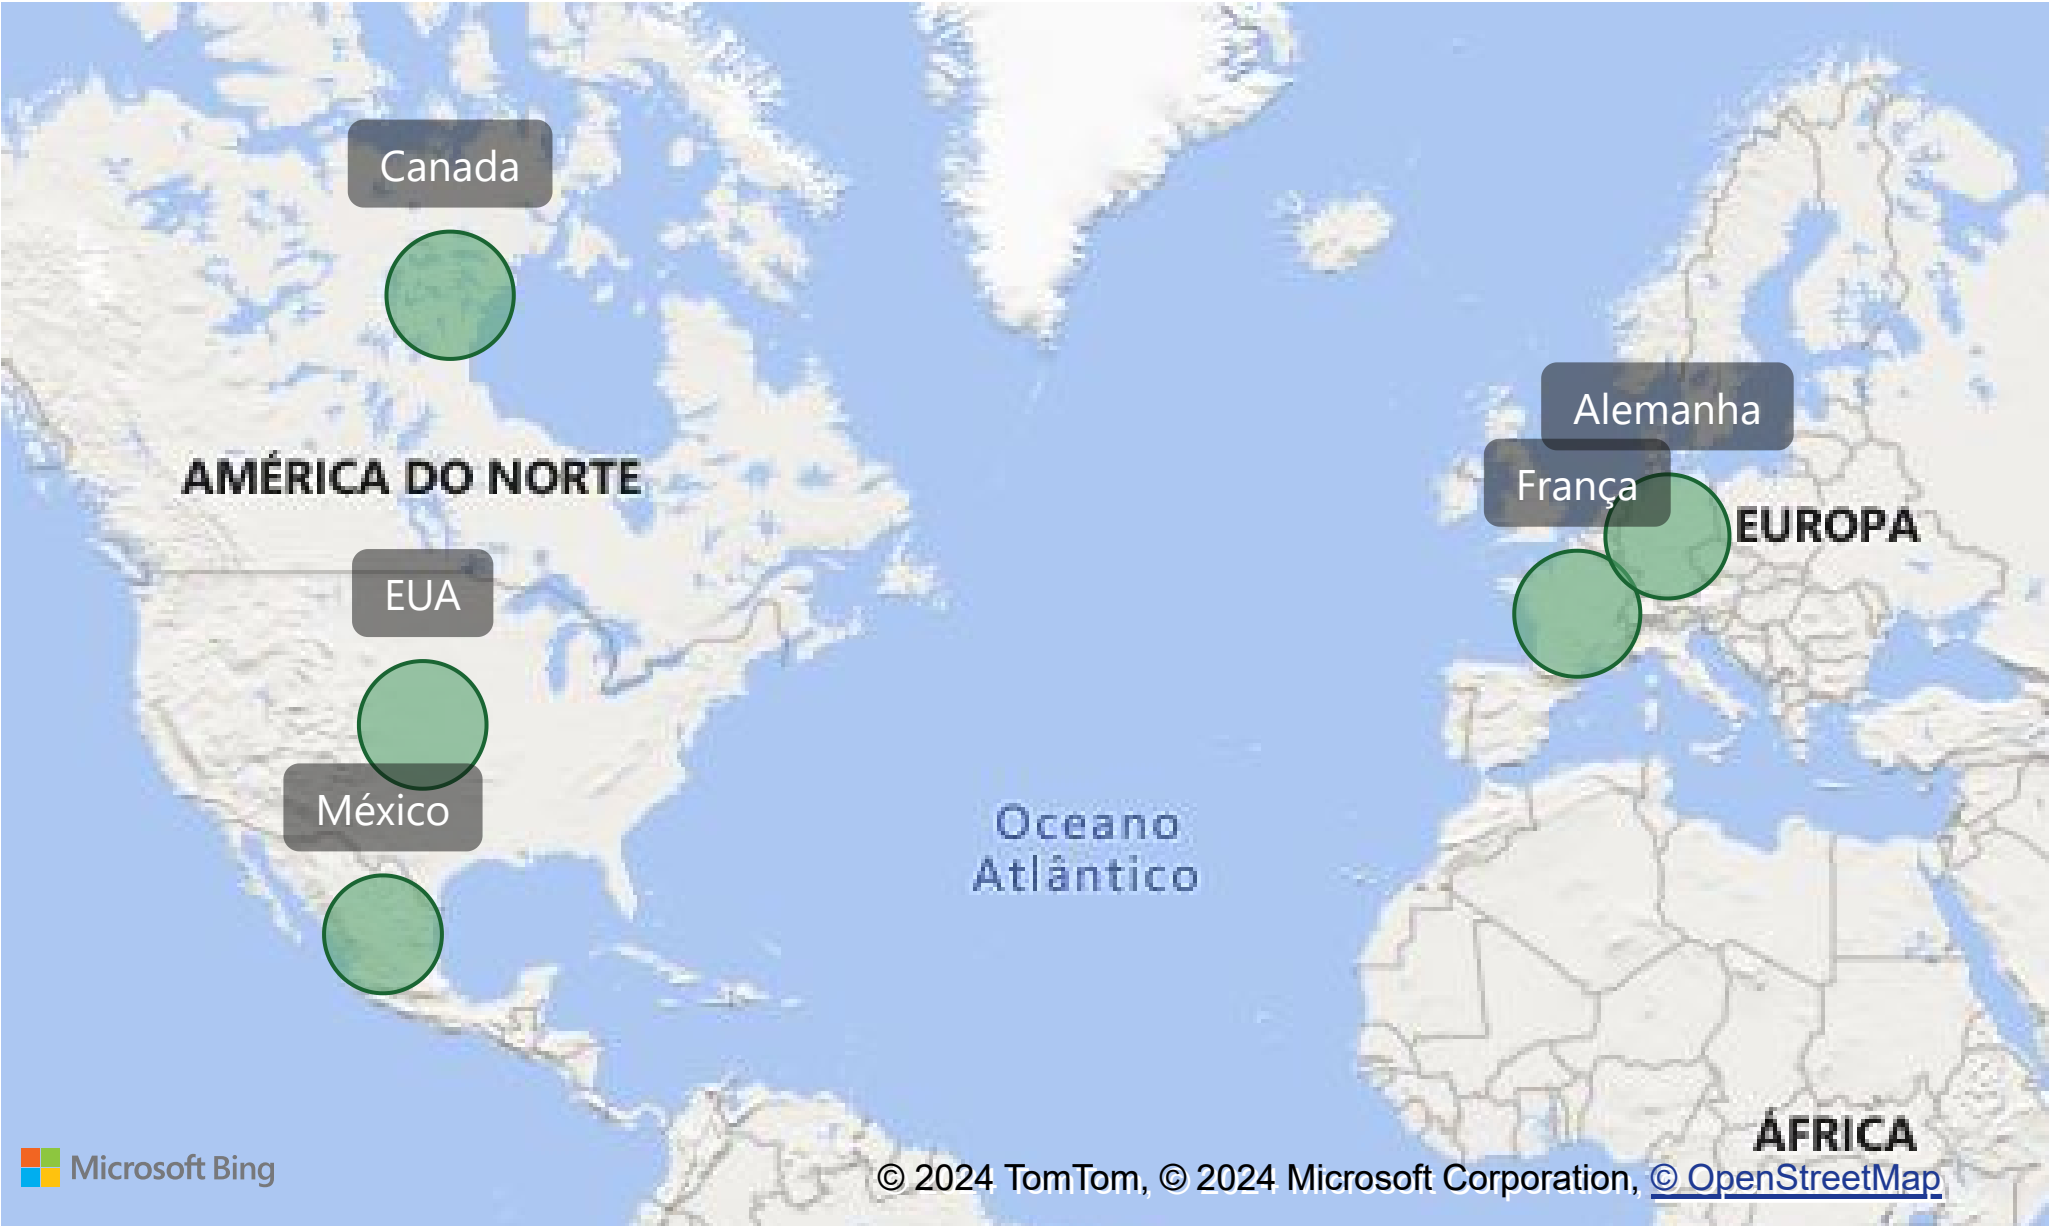 Canada
Alemanha
França
AMÉRICA DO NORTE
EUROPA
EUA
México
Oceano
Atlântico
ÁFRICA
Microsoft Bing
© 2024 TomTom, © 2024 Microsoft Corporation, © OpenStreetMap